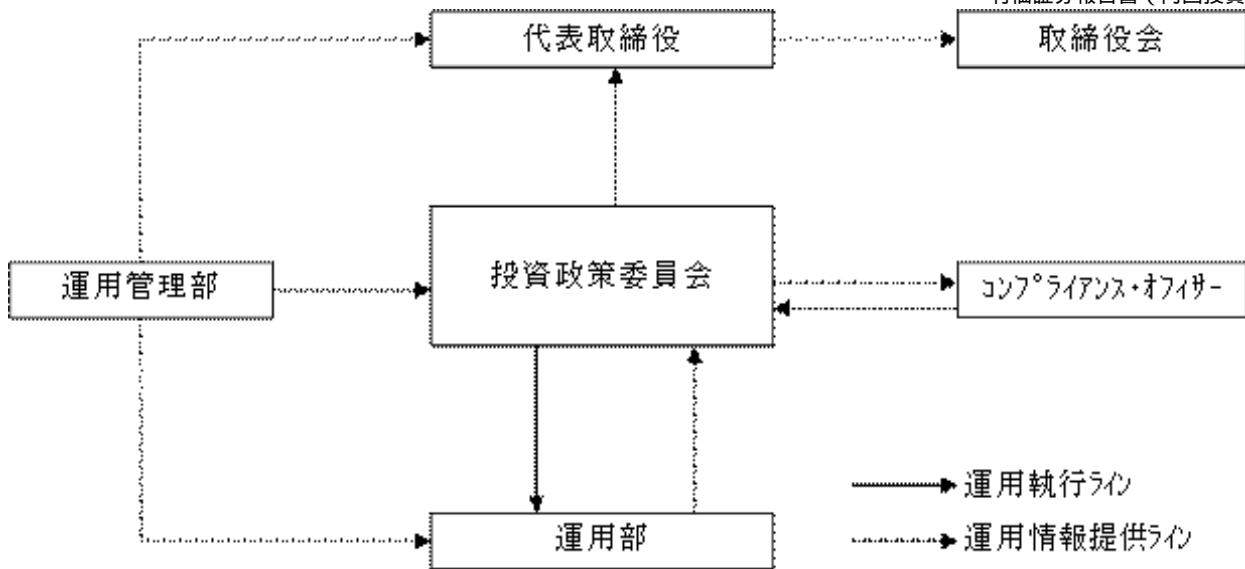 代表取締役
取締役会
運用管理部
投資政策委員会
コンプライアンス・オフィサー
運用部
運用執行ライン
運用情報提供ライン